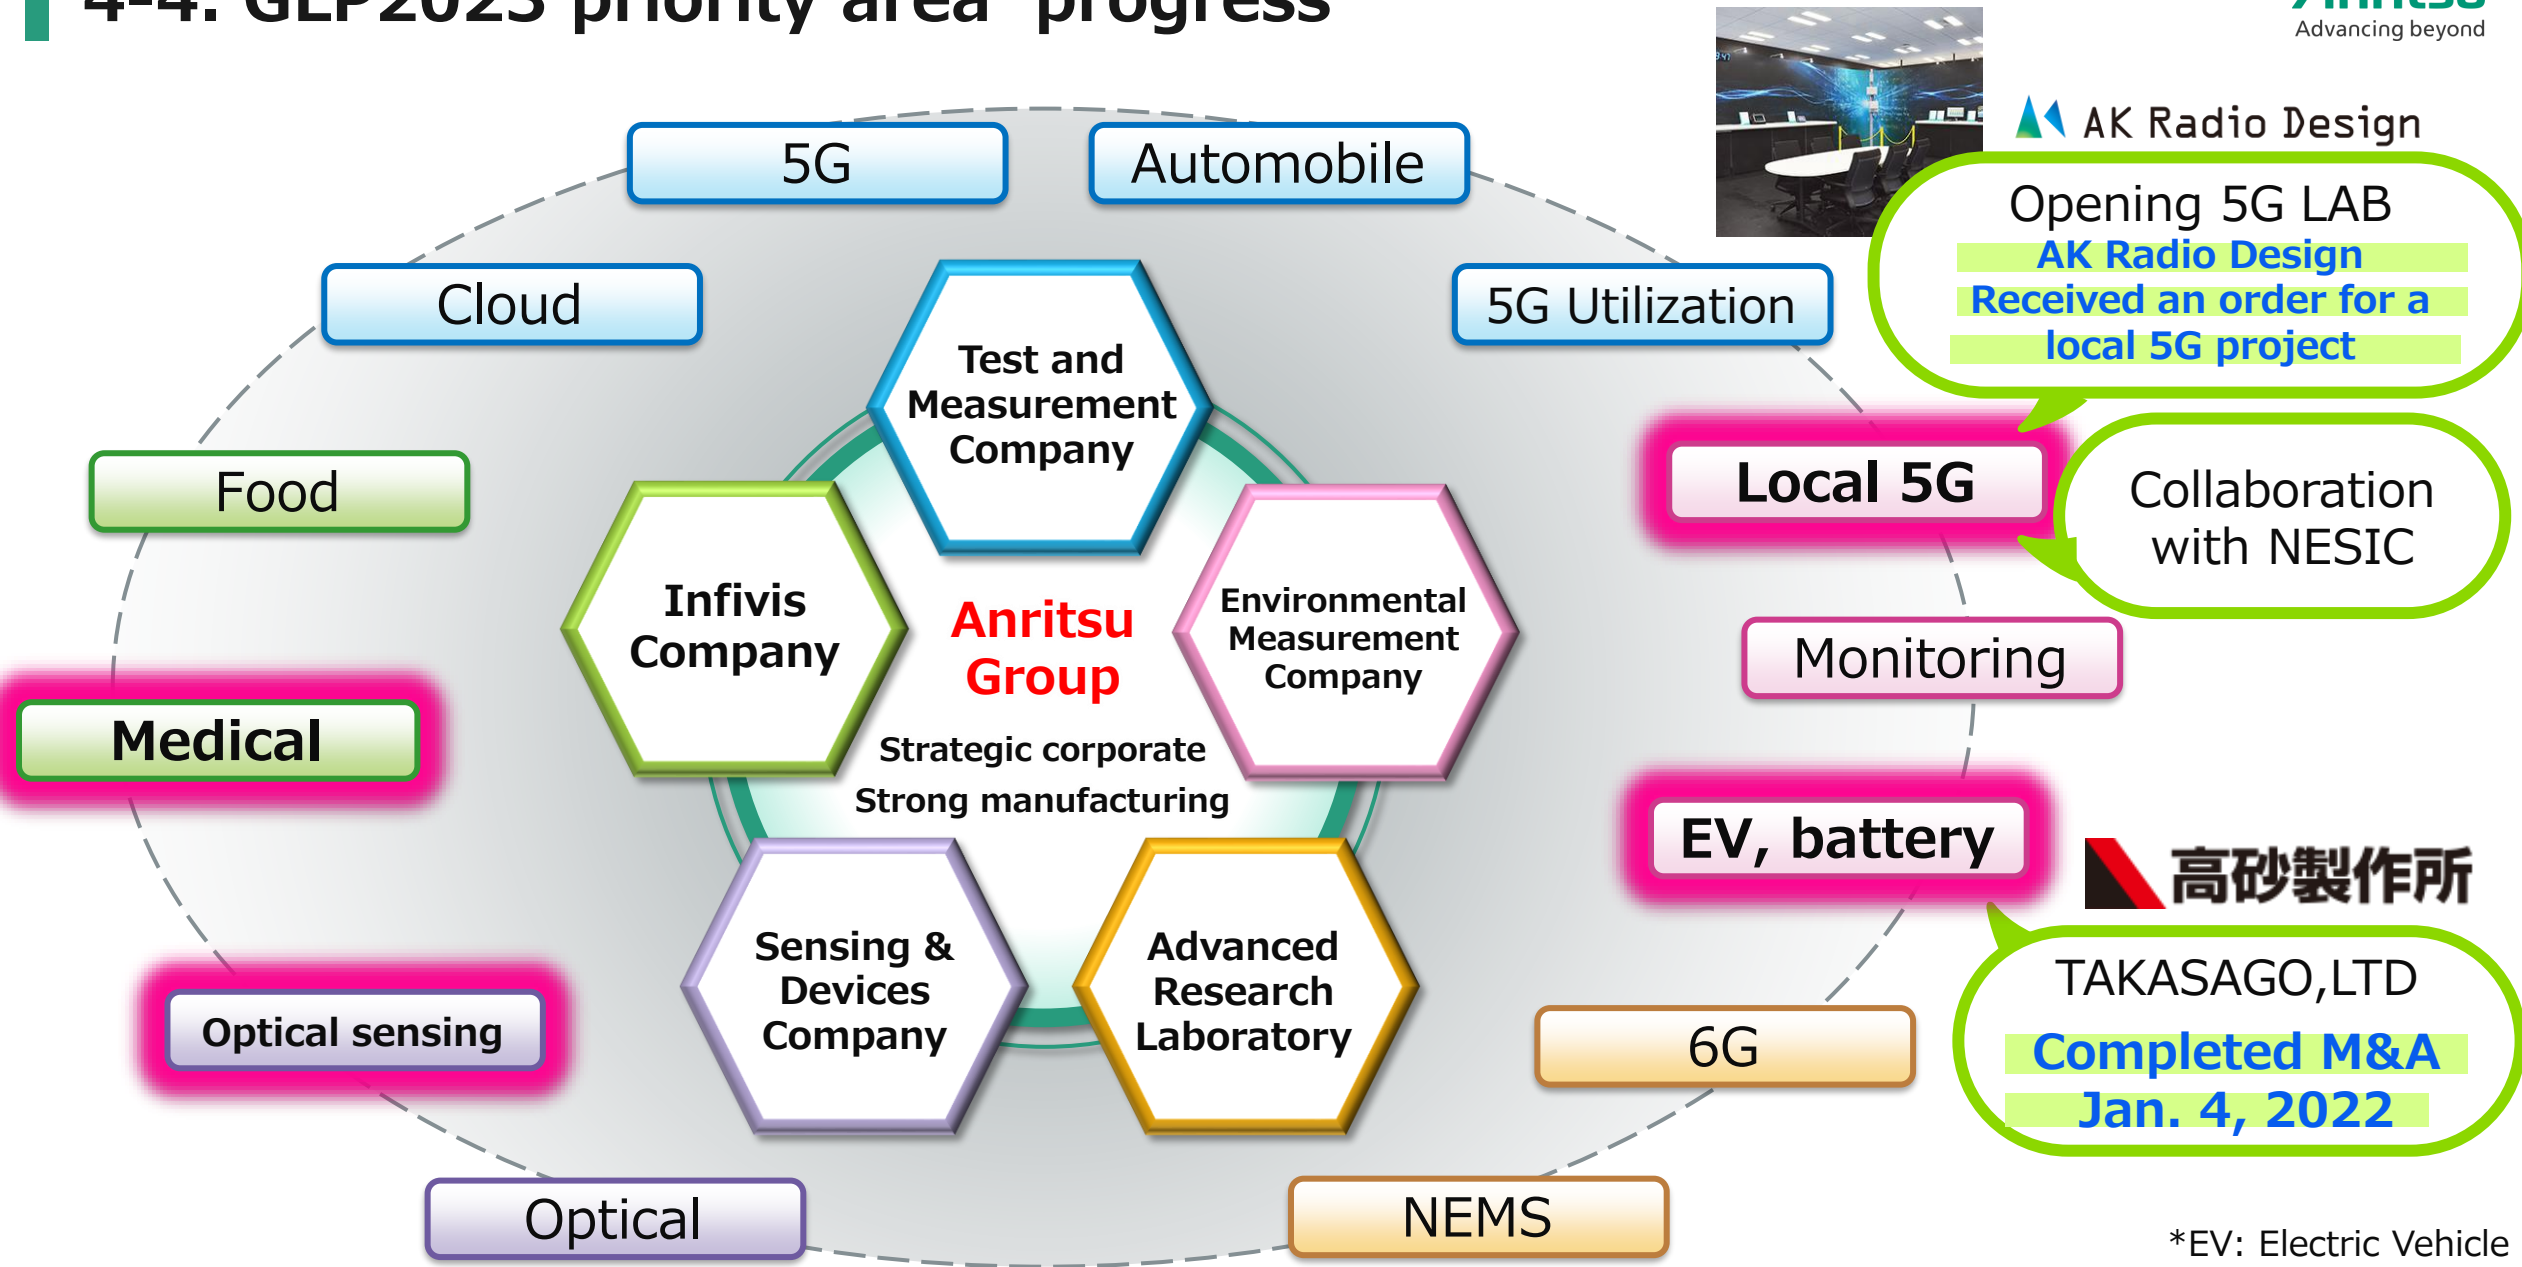 4-4. GLP2023 priority area progress
Anritsu
Advancing beyond
AK Radio Design
5G
Automobile
Opening 5G LAB
AK Radio Design
Received an order for a
local 5G project
Cloud
5G Utilization
Test and
Measurement
Company
Food
Local 5G
Collaboration
with NESIC
Infivis
Company
Anritsu
Group
Environmental
Measurement
Company
Monitoring
Medical
Strategic corporate
Strong manufacturing
EV, battery
高砂製作所
Sensing &
Devices
Company
Advanced
Research
Laboratory
TAKASAGO,LTD
Completed M&A
Jan. 4, 2022
Optical sensing
6G
Optical
NEMS
*EV: Electric Vehicle